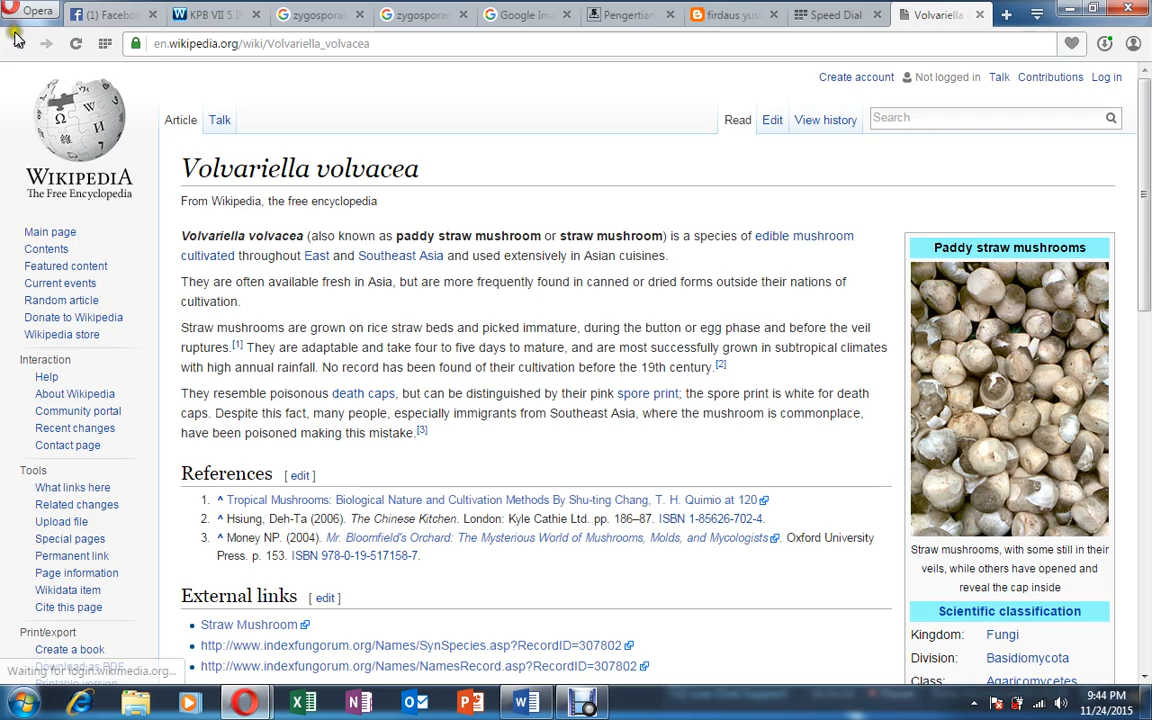 Opera
(1) Facebo
KPB VII 5 IP
zygosporan
zygosporan
Google Ima
Pengertian
firdaus yus
Speed Dial
Volvariella
en.wikipedia.org/wiki/Volvariella_volvacea
Create account Not logged in Talk Contributions Log in
Article Talk Read Edit View history Search
WIKIPEDIA
The Free Encyclopedia
Main page
Contents
Featured content
Current events
Random article
Donate to Wikipedia
Wikipedia store
Interaction
Help
About Wikipedia
Community portal
Recent changes
Contact page
Tools
What links here
Related changes
Upload file
Special pages
Permanent link
Page information
Wikidata item
Cite this page
Print/export
Create a book
Download as PDF
Printable version
Waiting for login.wikimedia.org...
Volvariella volvacea
From Wikipedia, the free encyclopedia
Volvariella volvacea (also known as paddy straw mushroom or straw mushroom) is a species of edible mushroom
cultivated throughout East and Southeast Asia and used extensively in Asian cuisines.
They are often available fresh in Asia, but are more frequently found in canned or dried forms outside their nations of
cultivation.
Straw mushrooms are grown on rice straw beds and picked immature, during the button or egg phase and before the veil
ruptures.[1] They are adaptable and take four to five days to mature, and are most successfully grown in subtropical climates
with high annual rainfall. No record has been found of their cultivation before the 19th century.[2]
They resemble poisonous death caps, but can be distinguished by their pink spore print; the spore print is white for death
caps. Despite this fact, many people, especially immigrants from Southeast Asia, where the mushroom is commonplace,
have been poisoned making this mistake.[3]
References [ edit ]
1. ^ Tropical Mushrooms: Biological Nature and Cultivation Methods By Shu-ting Chang, T. H. Quimio at 120
2. ^ Hsiung, Deh-Ta (2006). The Chinese Kitchen. London: Kyle Cathie Ltd. pp. 186–87. ISBN 1-85626-702-4.
3. ^ Money NP. (2004). Mr. Bloomfield's Orchard: The Mysterious World of Mushrooms, Molds, and Mycologists. Oxford University
Press. p. 153. ISBN 978-0-19-517158-7.
External links [ edit ]
Straw Mushroom
http://www.indexfungorum.org/Names/SynSpecies.asp?RecordID=307802
http://www.indexfungorum.org/Names/NamesRecord.asp?RecordID=307802
Paddy straw mushrooms
Straw mushrooms, with some still in their
veils, while others have opened and
reveal the cap inside
Scientific classification
Kingdom: Fungi
Division: Basidiomycota
Class: Agaricomycetes
9:44 PM
11/24/2015